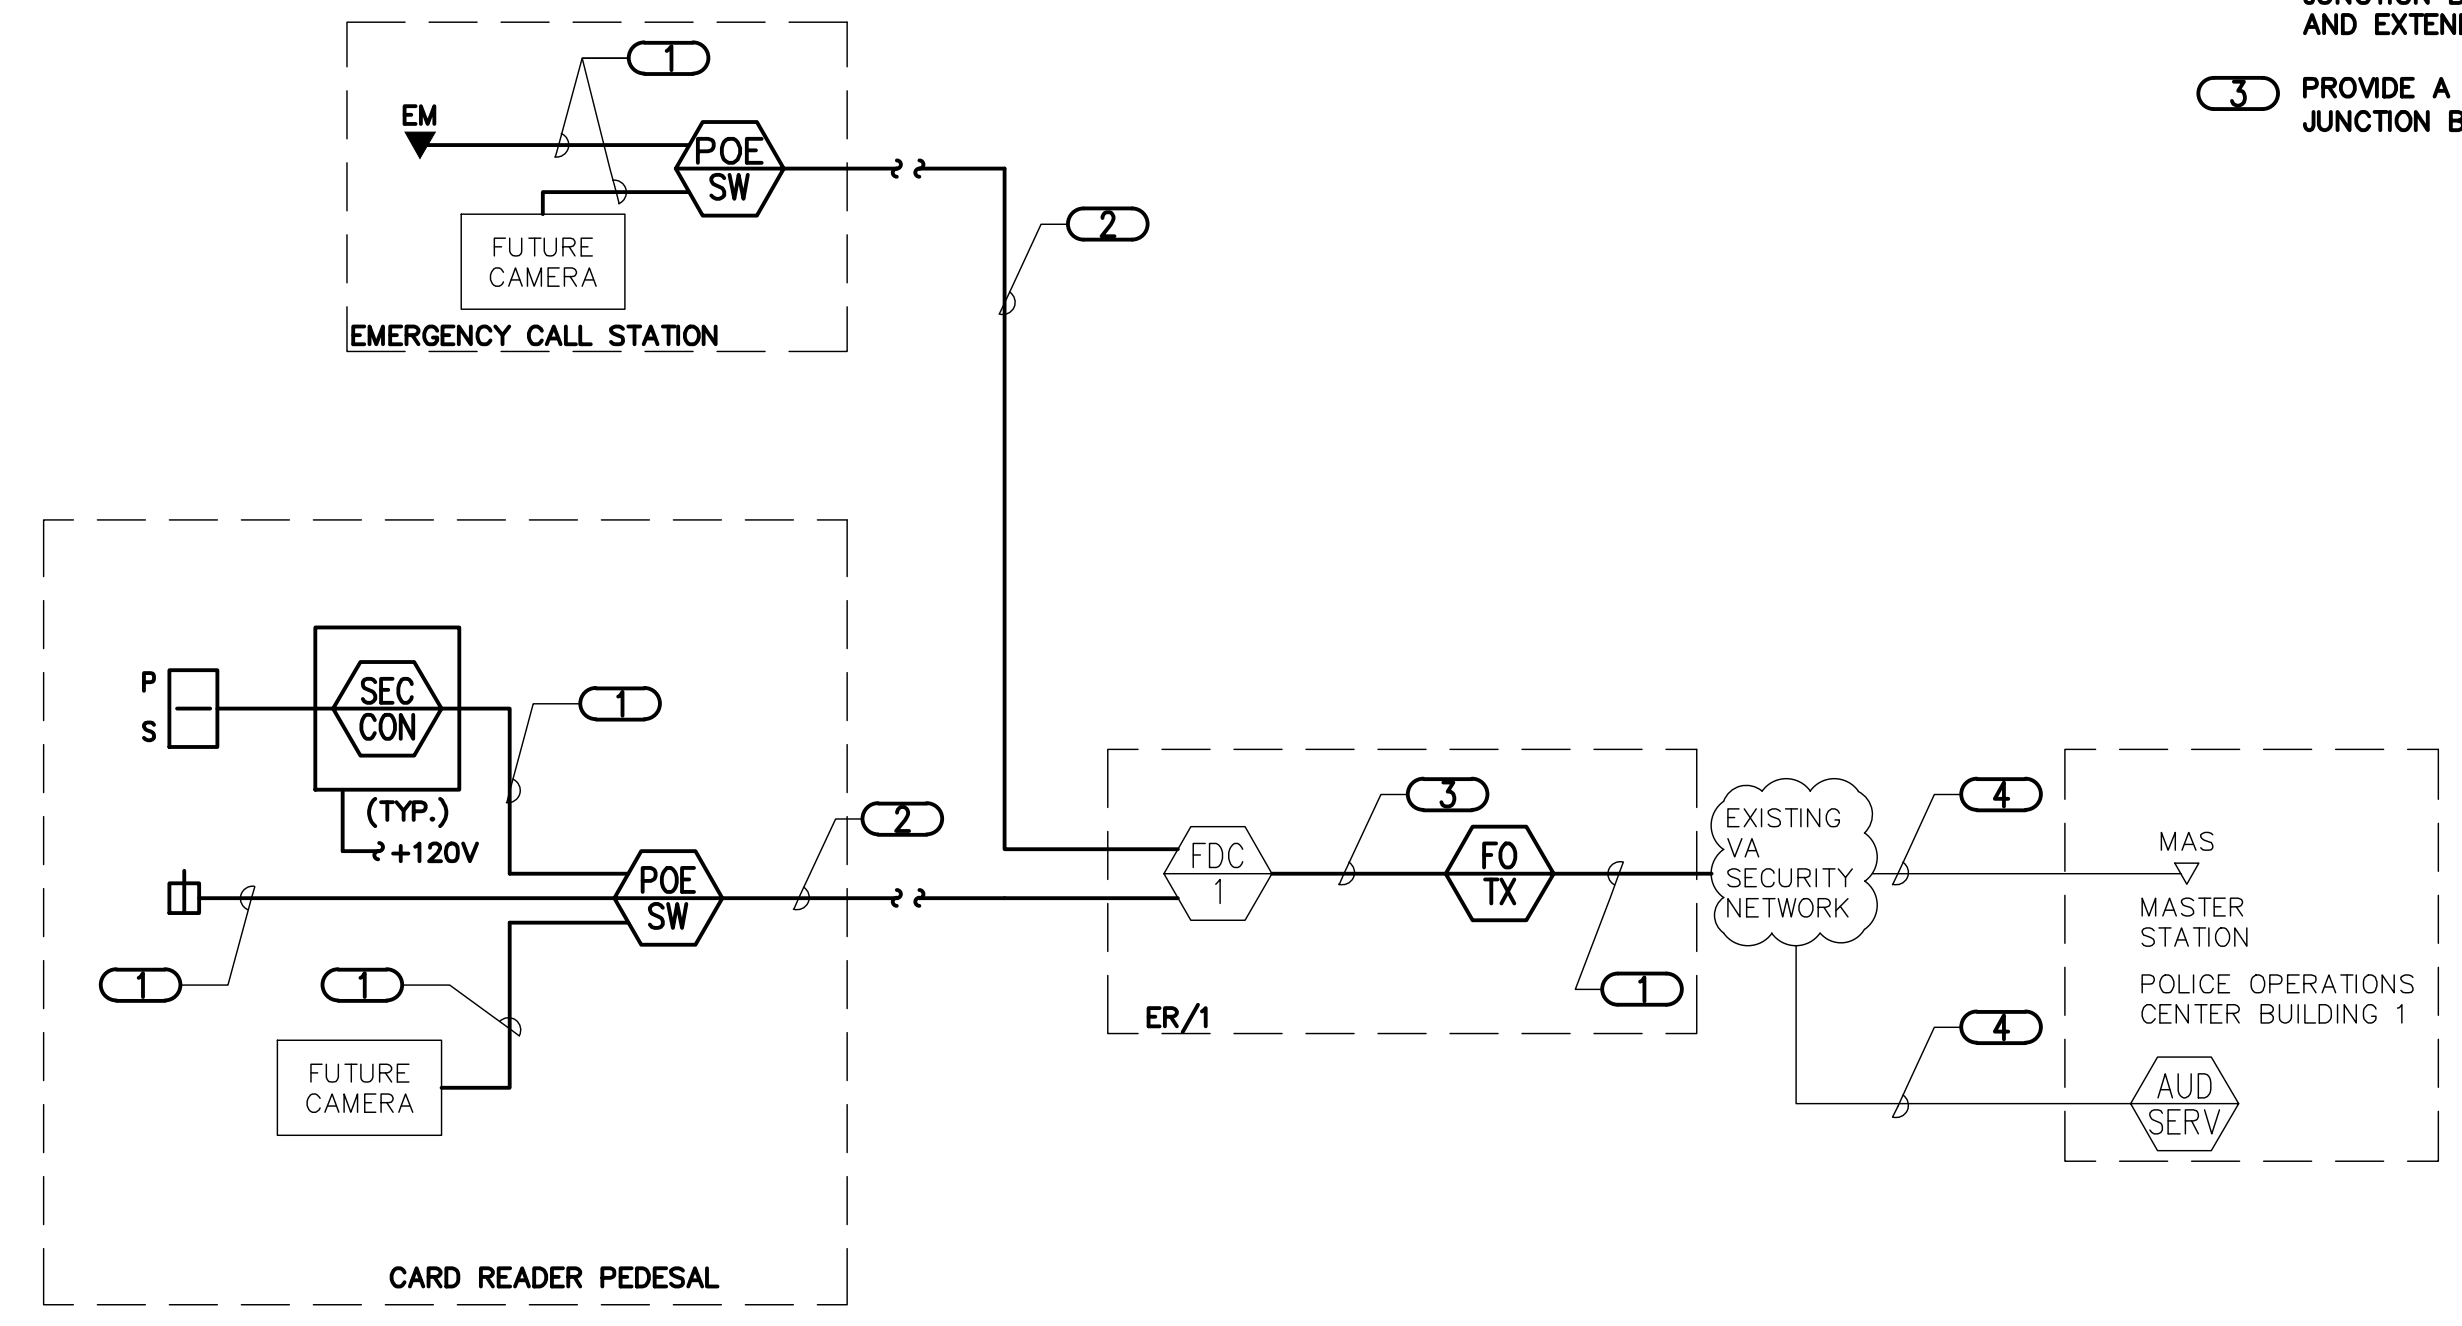 JUNCTION B
AND EXTEN
3 PROVIDE A
JUNCTION B
1
EM
POE
SW
2
FUTURE
CAMERA
EMERGENCY CALL STATION
P
S
SEC
CON
1
(TYP.)
+120V
2
POE
SW
1
1
FUTURE
CAMERA
CARD READER PEDESAL
3
FDC
1
FO
TX
1
ER/1
EXISTING
VA
SECURITY
NETWORK
4
MAS
MASTER
STATION
POLICE OPERATIONS
CENTER BUILDING 1
4
AUD
SERV